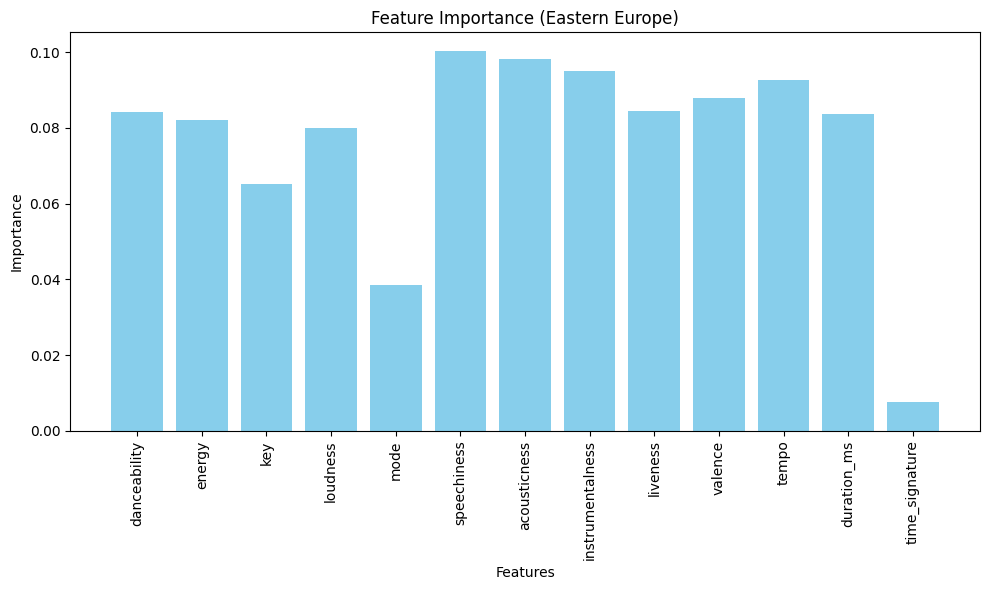 Feature Importance (Eastern Europe)
Importance
0.10
0.08
0.06
0.04
0.02
0.00
danceability
energy
key
loudness
mode
speechiness
acousticness
instrumentalness
liveness
valence
tempo
duration_ms
time_signature
Features